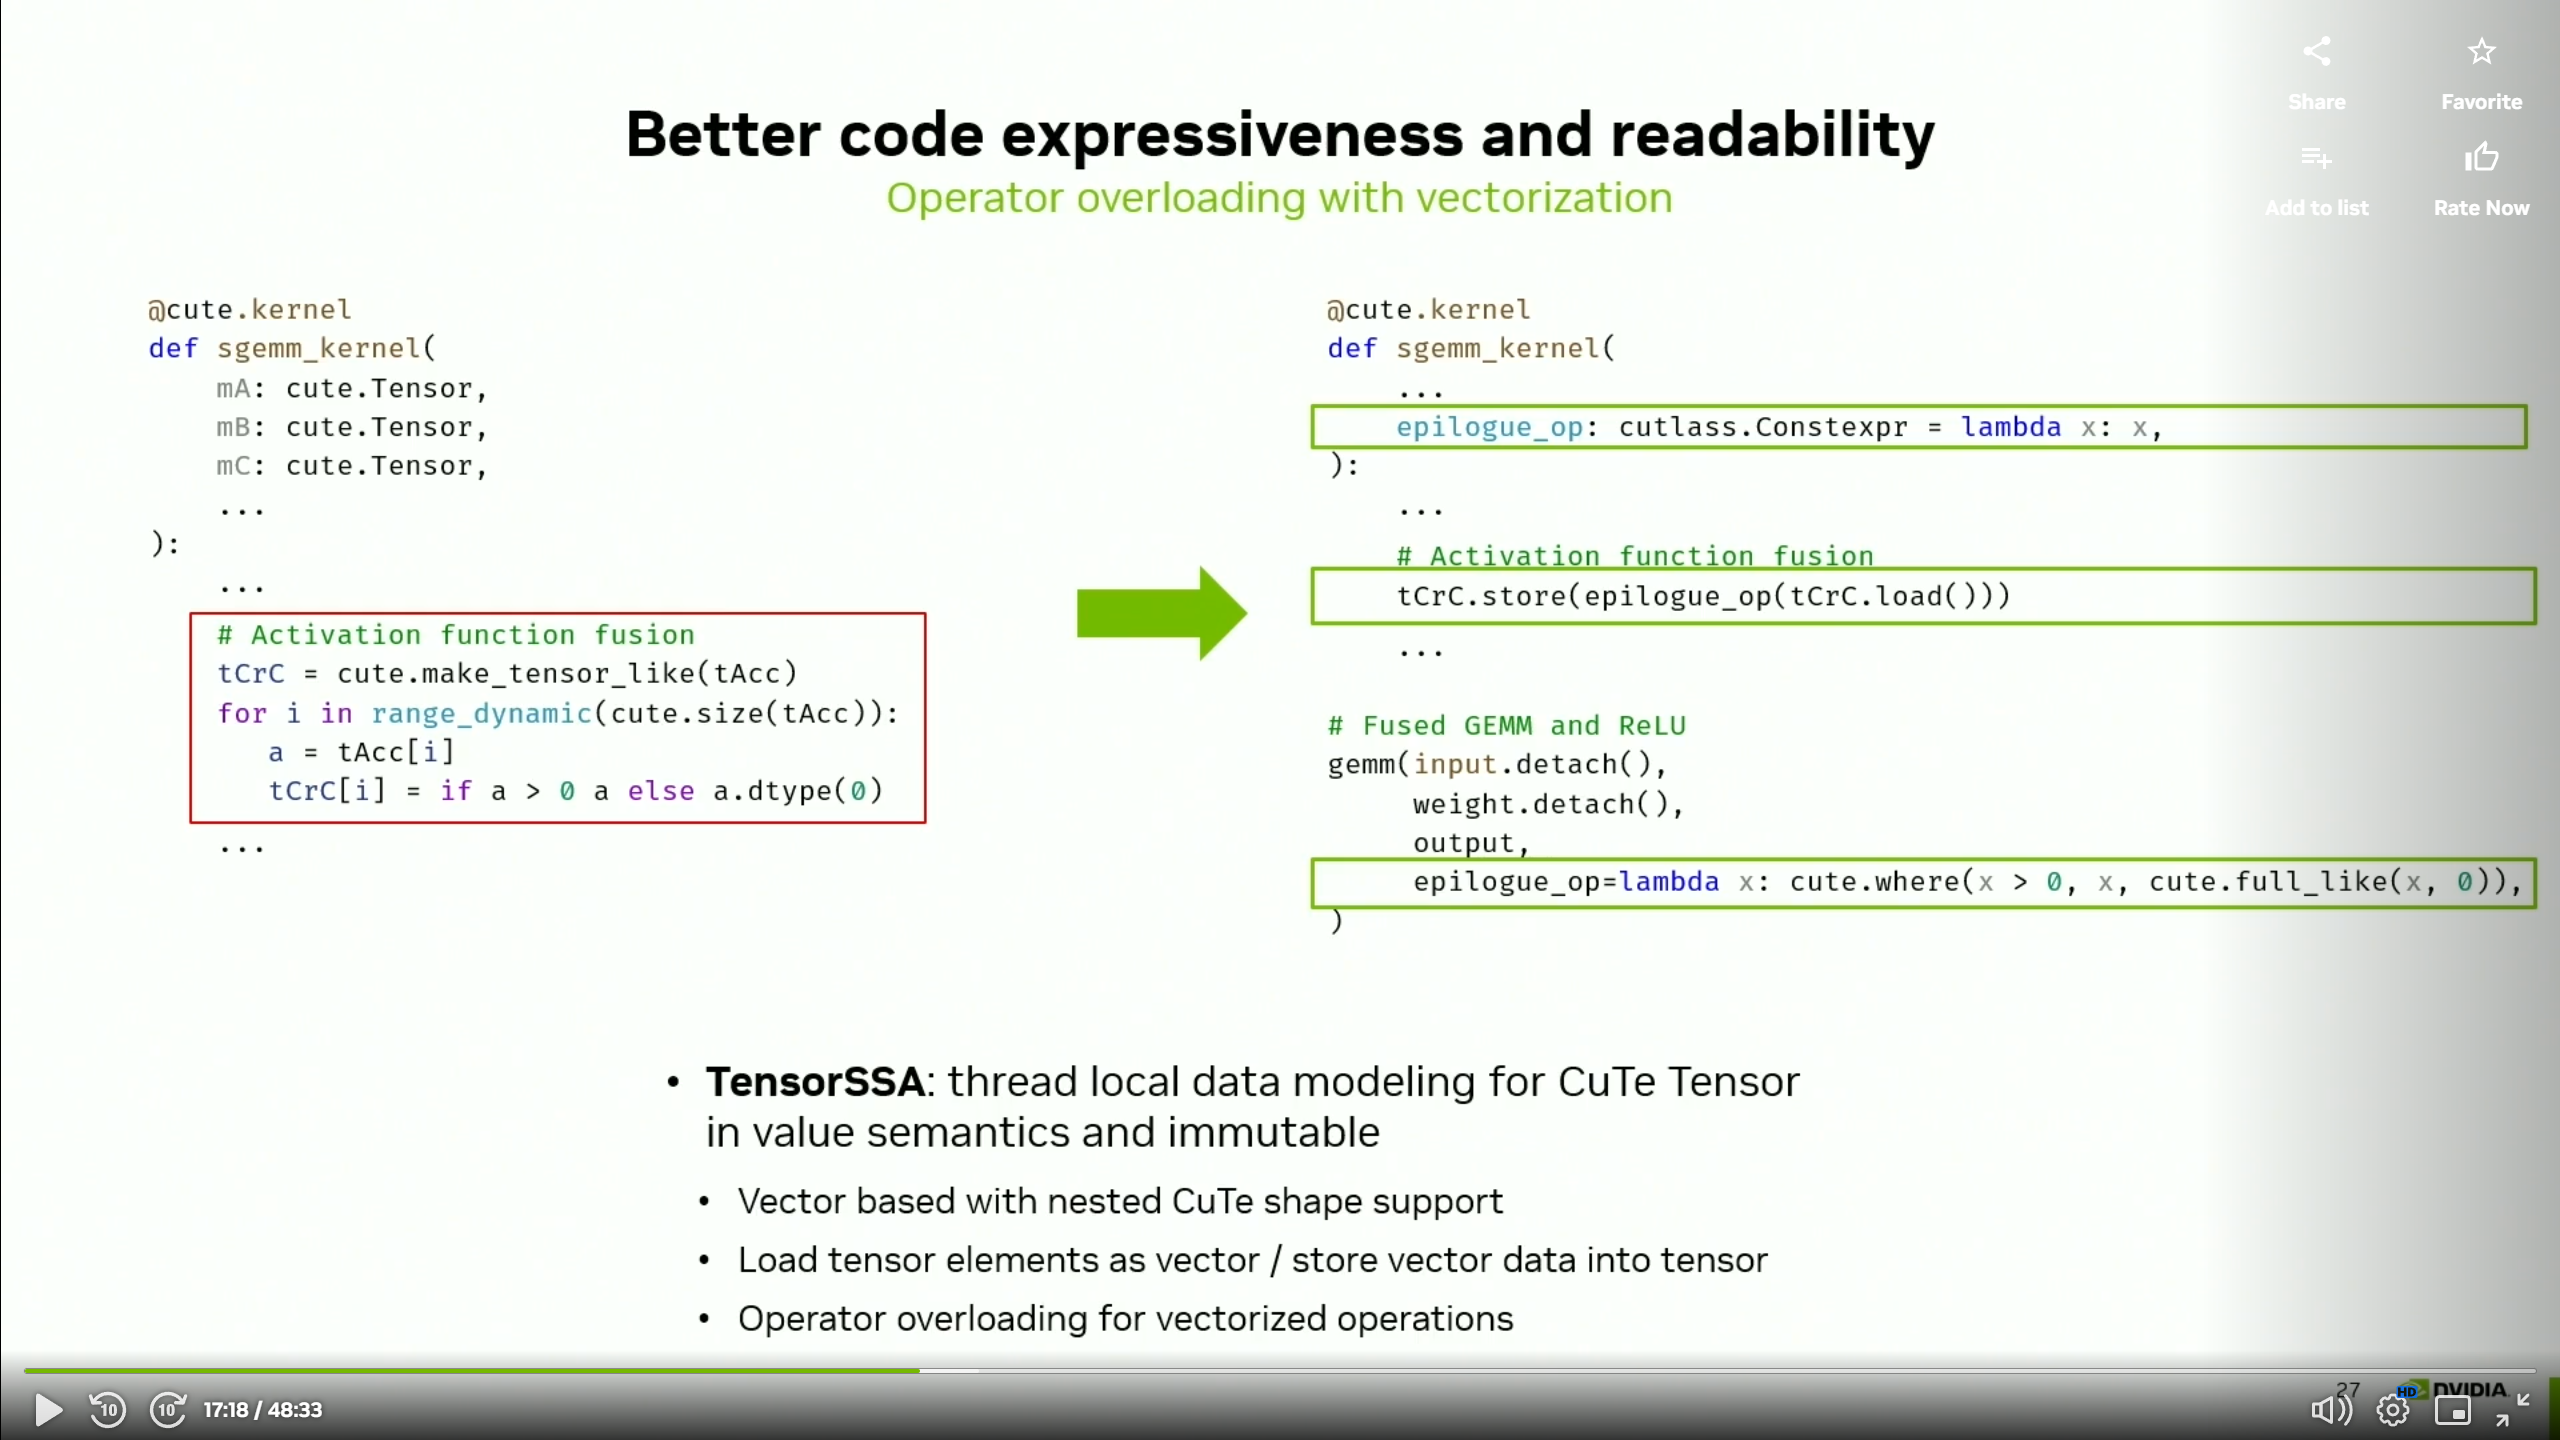 Share
Favorite
Add to list
Rate Now
Better code expressiveness and readability
Operator overloading with vectorization
@cute.kernel
def sgemm_kernel(
mA: cute.Tensor,
mB: cute.Tensor,
mC: cute.Tensor,
...
):
...
# Activation function fusion
tCrC = cute.make_tensor_like(tAcc)
for i in range_dynamic(cute.size(tAcc)):
a = tAcc[i]
tCrC[i] = if a > 0 a else a.dtype(0)
...
@cute.kernel
def sgemm_kernel(
...
epilogue_op: cutlass.Constexpr = lambda x: x,
):
...
# Activation function fusion
tCrC.store(epilogue_op(tCrC.load()))
...
# Fused GEMM and ReLU
gemm(input.detach(),
weight.detach(),
output,
epilogue_op=lambda x: cute.where(x > 0, x, cute.full_like(x, 0)),
)
• TensorSSA: thread local data modeling for CuTe Tensor
in value semantics and immutable
• Vector based with nested CuTe shape support
• Load tensor elements as vector / store vector data into tensor
• Operator overloading for vectorized operations
10
10
17:18 / 48:33
27
HD
NVIDIA